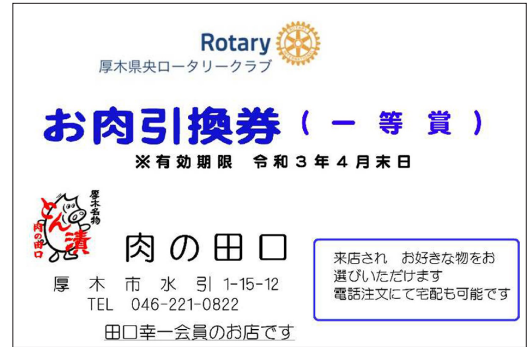 Rotary
厚木県央ロータリークラブ
お肉引換券(一等賞)
※有効期限 令和3年4月末日
厚木名物
とん漬
肉の田口
肉の田口
厚木市水引 1-15-12
TEL 046-221-0822
田口幸一会員のお店です
来店され お好きな物をお
選びいただけます
電話注文にて宅配も可能です